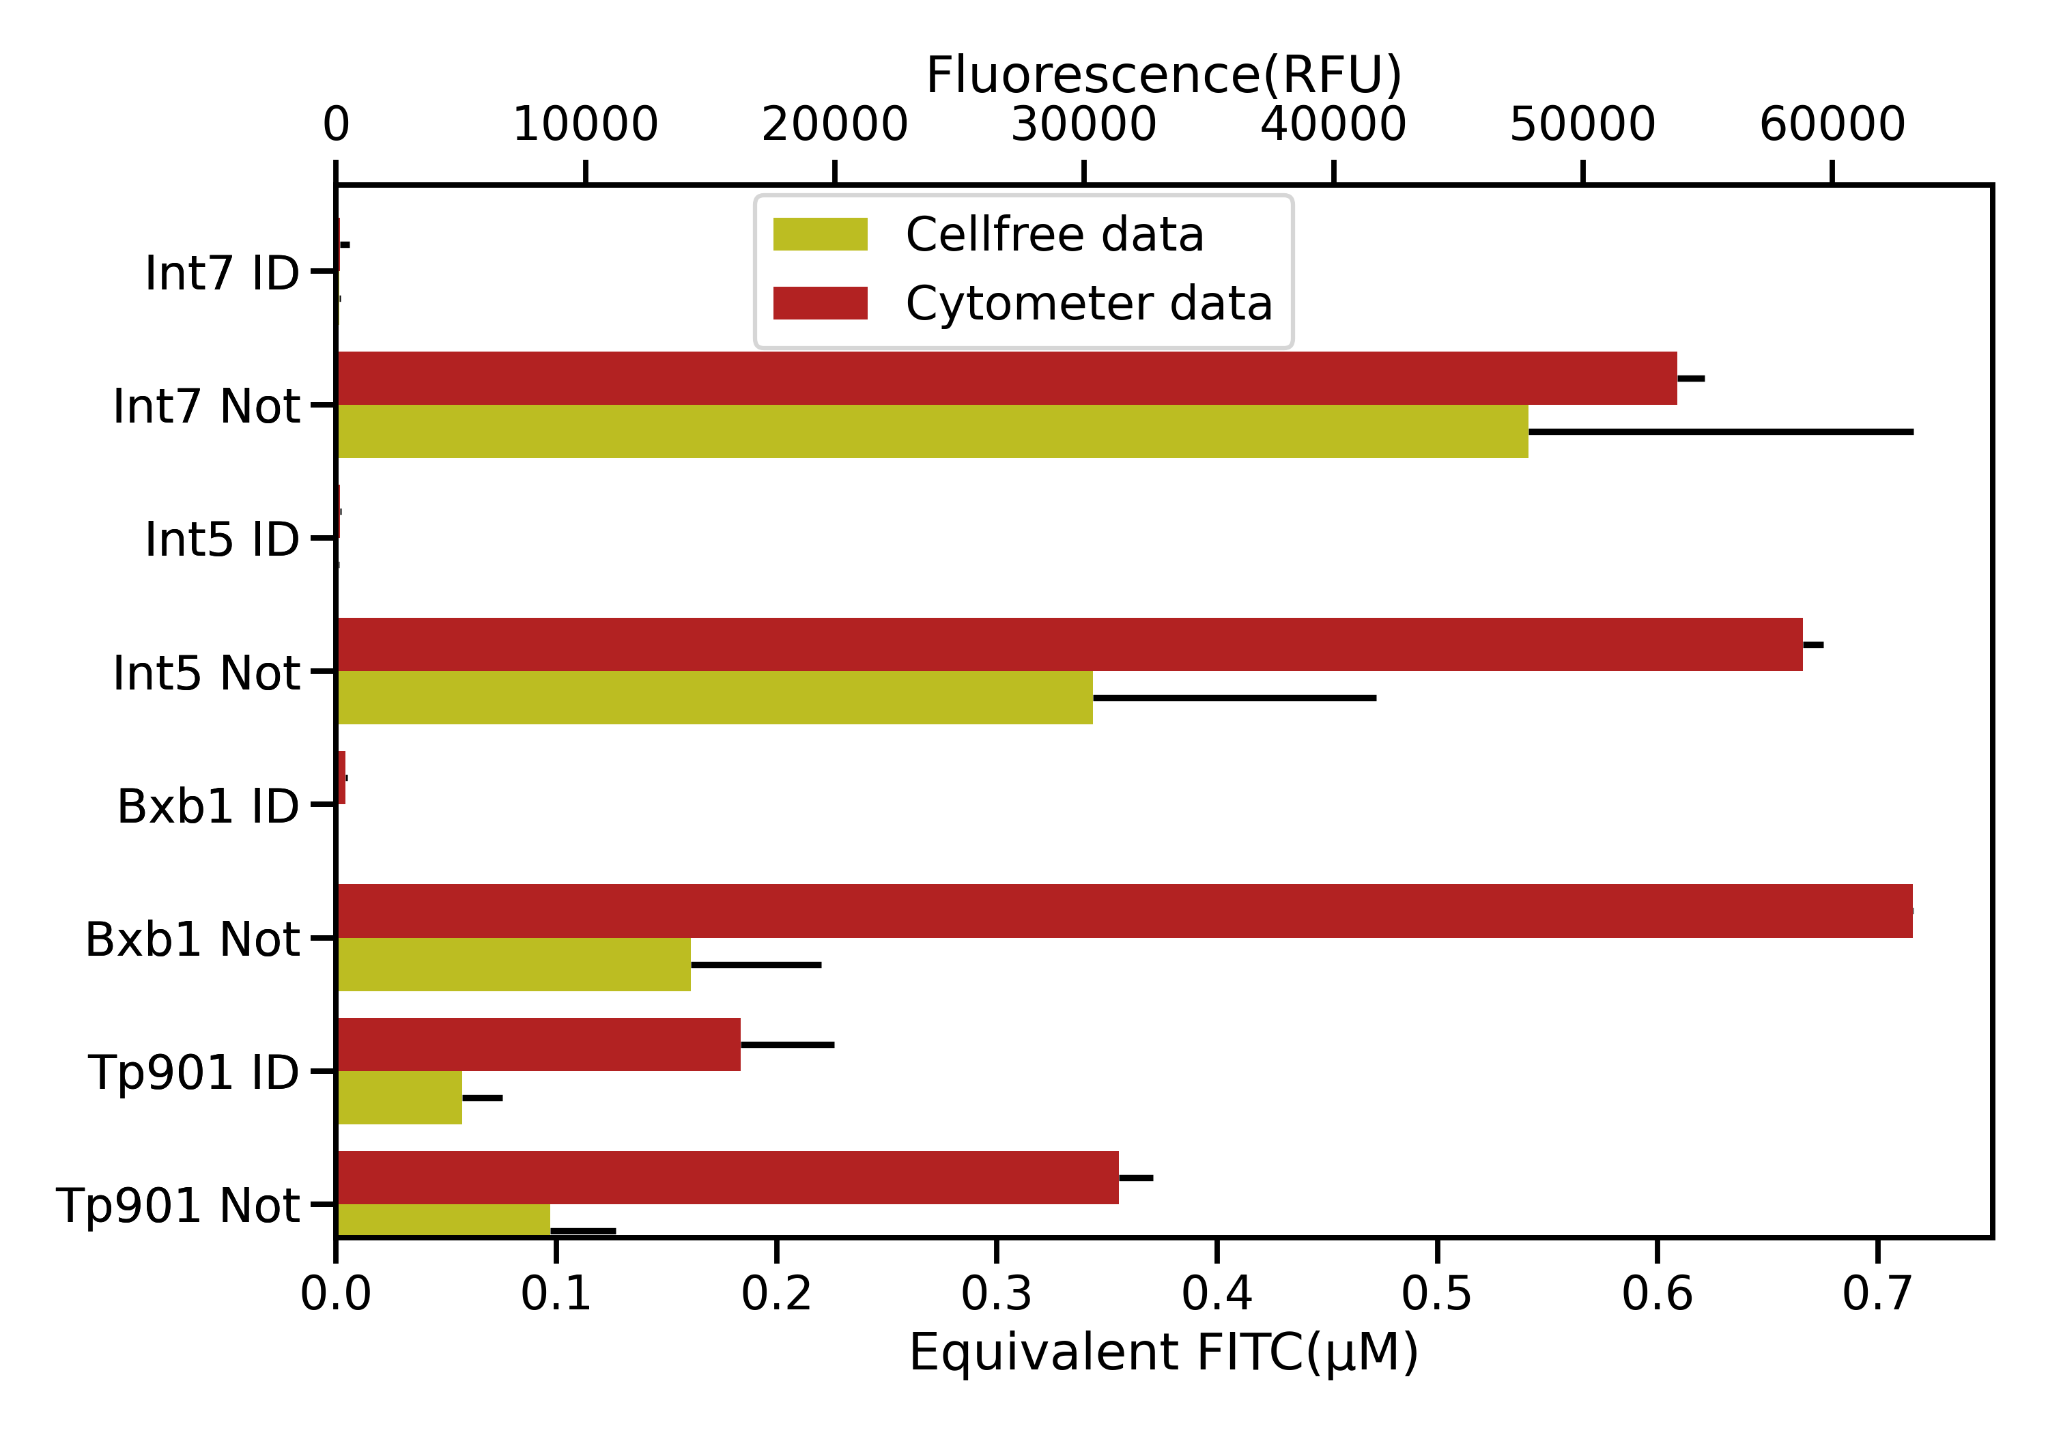 Fluorescence(RFU)
0 10000 20000 30000 40000 50000 60000
Cellfree data
Cytometer data
Int7 ID
Int7 Not
Int5 ID
Int5 Not
Bxb1 ID
Bxb1 Not
Tp901 ID
Tp901 Not
0.0 0.1 0.2 0.3 0.4 0.5 0.6 0.7
Equivalent FITC(μM)